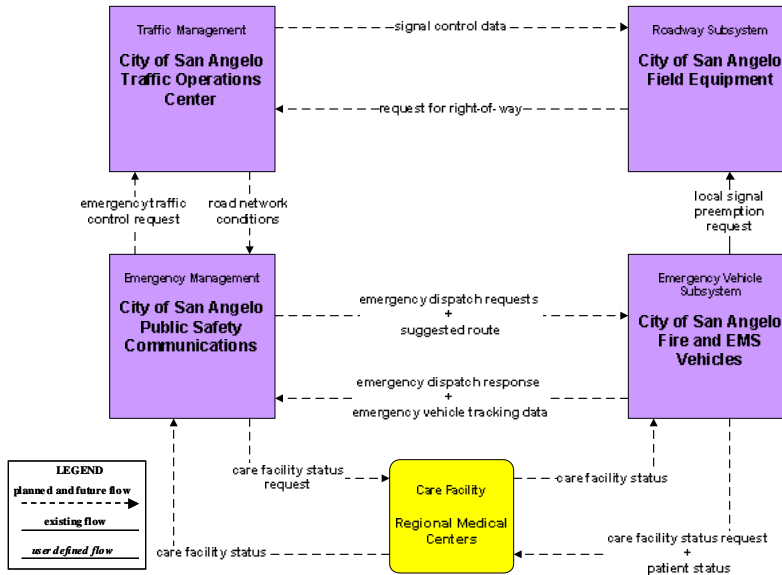 Traffic Management
City of San Angelo
Traffic Operations
Center
signal control data
Roadway Subsystem
City of San Angelo
Field Equipment
request for right-of- way
emergency traffic
control request
road network
conditions
local signal
preemption
request
Emergency Management
City of San Angelo
Public Safety
Communications
emergency dispatch requests
+
suggested route
Emergency Vehicle
Subsystem
City of San Angelo
Fire and EMS
Vehicles
emergency dispatch response
+
emergency vehicle tracking data
care facility status
request
Care Facility
Regional Medical
Centers
care facility status
care facility status
care facility status request
+
patient status
LEGEND
planned and future flow
existing flow
user defined flow